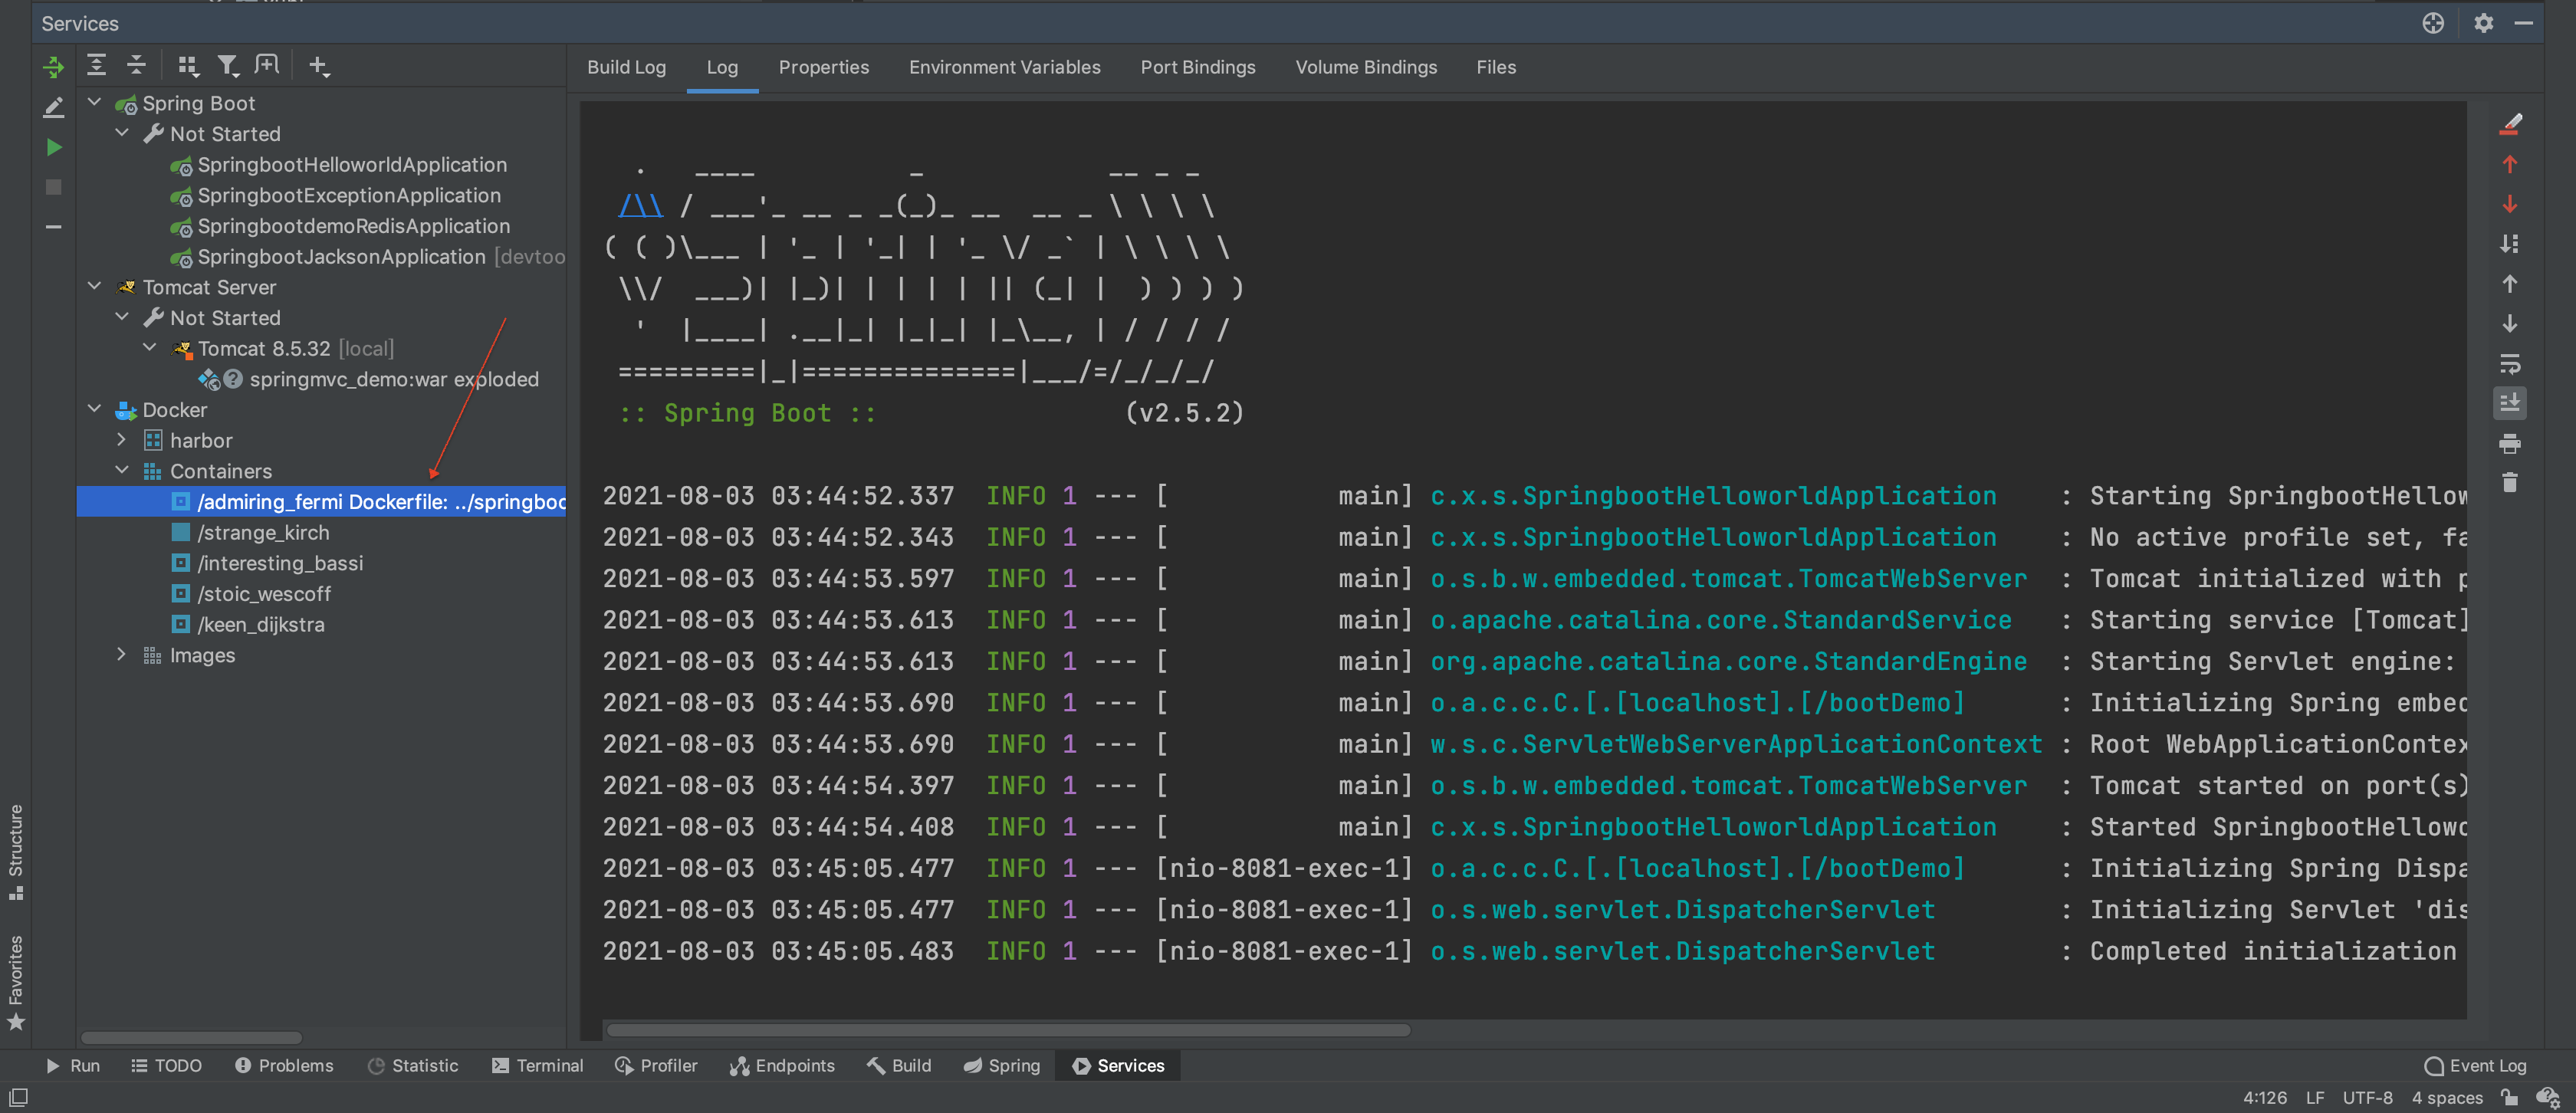 Services
Build Log Log Properties Environment Variables Port Bindings Volume Bindings Files
Spring Boot
Not Started
SpringbootHelloworldApplication
SpringbootExceptionApplication
SpringbootdemoRedisApplication
SpringbootJacksonApplication [devtoo
Tomcat Server
Not Started
Tomcat 8.5.32 [local]
springmvc_demo:war exploded
Docker
harbor
Containers
/admiring_fermi Dockerfile: ../springboo
/strange_kirch
/interesting_bassi
/stoic_wescoff
/keen_dijkstra
Images
  .   ____          _            __ _ _
 /\\ / ___'_ __ _ _(_)_ __  __ _ \ \ \ \
( ( )\___ | '_ | '_| | '_ \/ _` | \ \ \ \
 \\/  ___)| |_)| | | | | || (_| |  ) ) ) )
  '  |____| .__|_| |_|_| |_\__, | / / / /
 =========|_|==============|___/=/_/_/_/
 :: Spring Boot ::                (v2.5.2)
2021-08-03 03:44:52.337  INFO 1 --- [           main] c.x.s.SpringbootHelloworldApplication    : Starting SpringbootHellow
2021-08-03 03:44:52.343  INFO 1 --- [           main] c.x.s.SpringbootHelloworldApplication    : No active profile set, fa
2021-08-03 03:44:53.597  INFO 1 --- [           main] o.s.b.w.embedded.tomcat.TomcatWebServer  : Tomcat initialized with p
2021-08-03 03:44:53.613  INFO 1 --- [           main] o.apache.catalina.core.StandardService   : Starting service [Tomcat]
2021-08-03 03:44:53.613  INFO 1 --- [           main] org.apache.catalina.core.StandardEngine  : Starting Servlet engine:
2021-08-03 03:44:53.690  INFO 1 --- [           main] o.a.c.c.C.[.[localhost].[/bootDemo]      : Initializing Spring embed
2021-08-03 03:44:53.690  INFO 1 --- [           main] w.s.c.ServletWebServerApplicationContext : Root WebApplicationContex
2021-08-03 03:44:54.397  INFO 1 --- [           main] o.s.b.w.embedded.tomcat.TomcatWebServer  : Tomcat started on port(s)
2021-08-03 03:44:54.408  INFO 1 --- [           main] c.x.s.SpringbootHelloworldApplication    : Started SpringbootHellowo
2021-08-03 03:45:05.477  INFO 1 --- [nio-8081-exec-1] o.a.c.c.C.[.[localhost].[/bootDemo]      : Initializing Spring Dispa
2021-08-03 03:45:05.477  INFO 1 --- [nio-8081-exec-1] o.s.web.servlet.DispatcherServlet        : Initializing Servlet 'dis
2021-08-03 03:45:05.483  INFO 1 --- [nio-8081-exec-1] o.s.web.servlet.DispatcherServlet        : Completed initialization
Structure
Favorites
Run TODO Problems Statistic Terminal Profiler Endpoints Build Spring Services Event Log
4:126 LF UTF-8 4 spaces